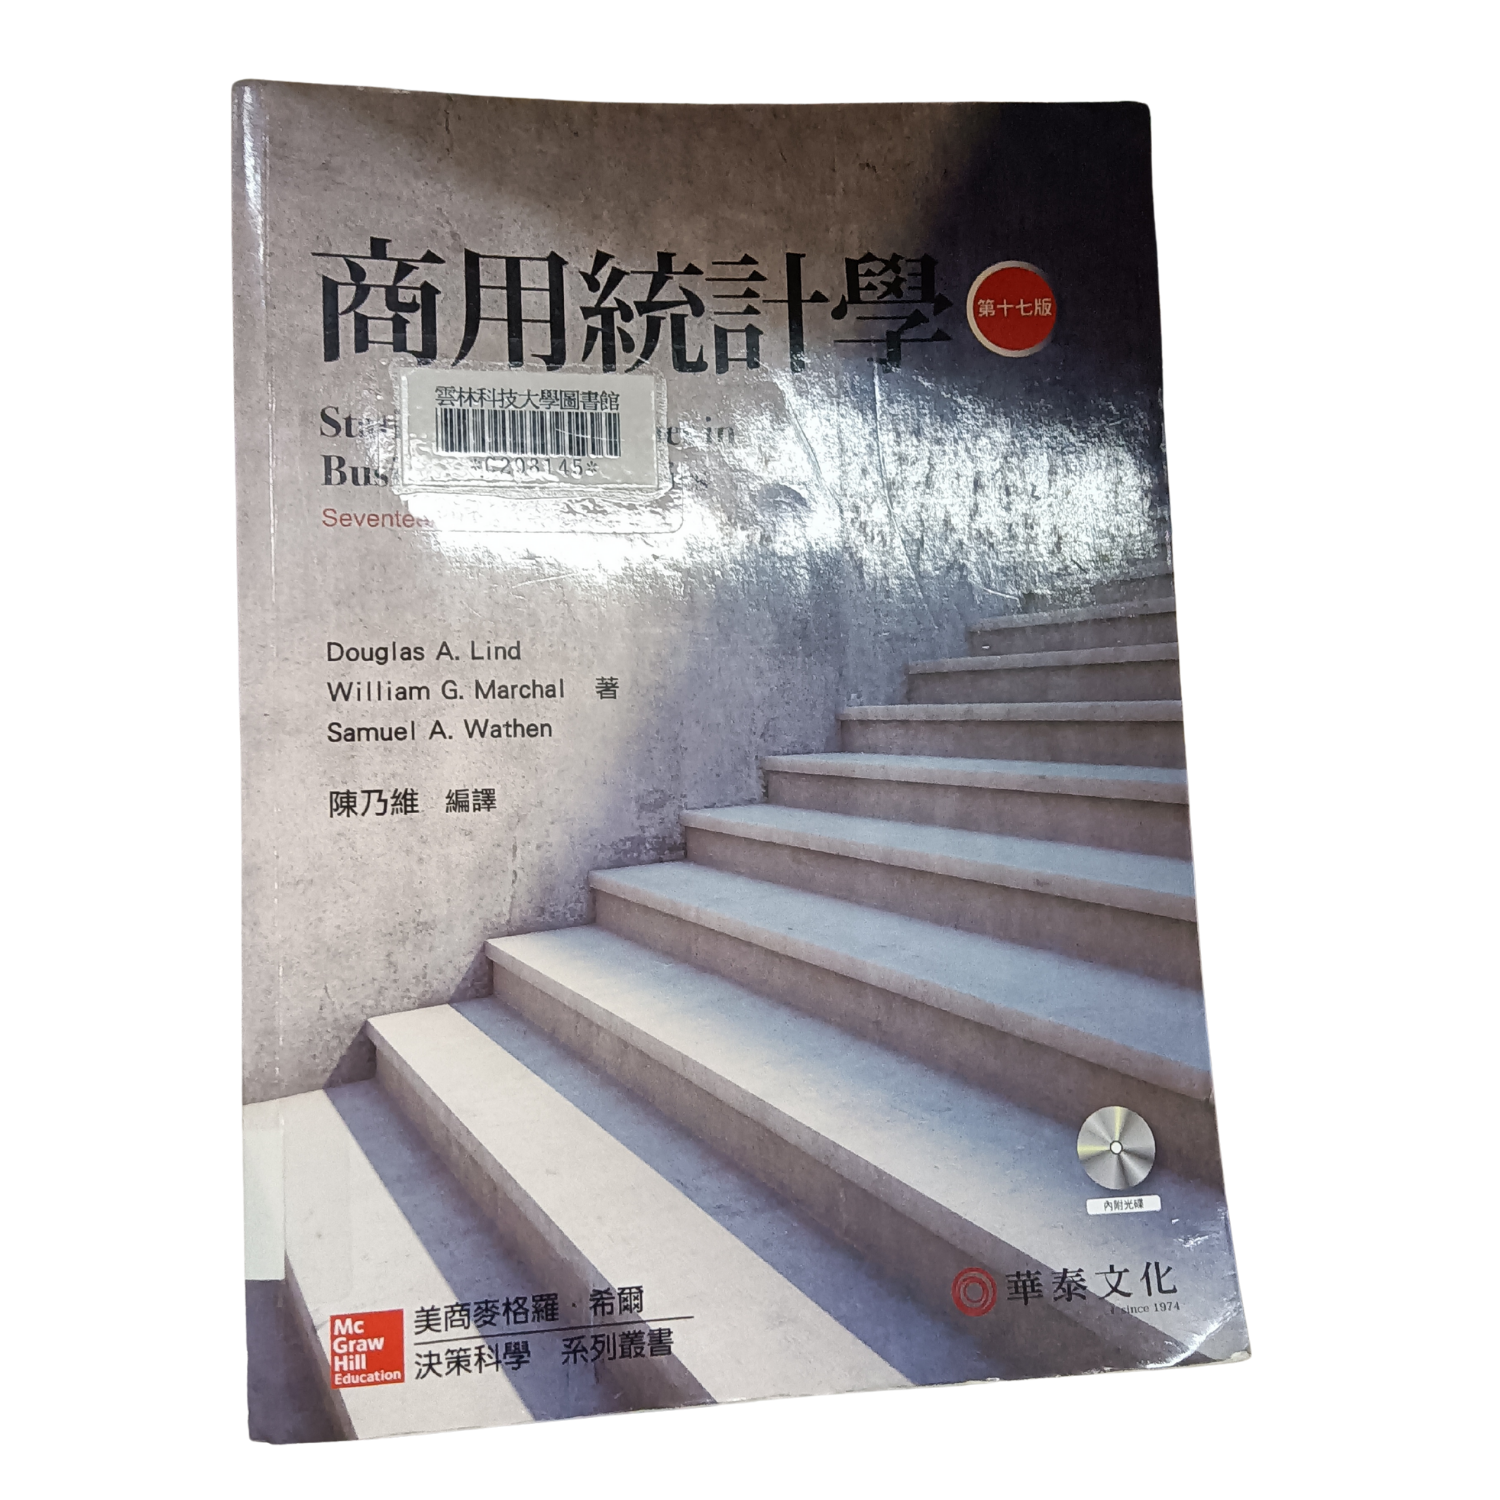 商用統計學
第十七版
雲林科技大學圖書館
*C203145*
in
Douglas A. Lind
William G. Marchal 著
Samuel A. Wathen
陳乃維 編譯
內附光碟
華泰文化
since 1974
Mc
Graw
Hill
Education
美商麥格羅・希爾
決策科學 系列叢書